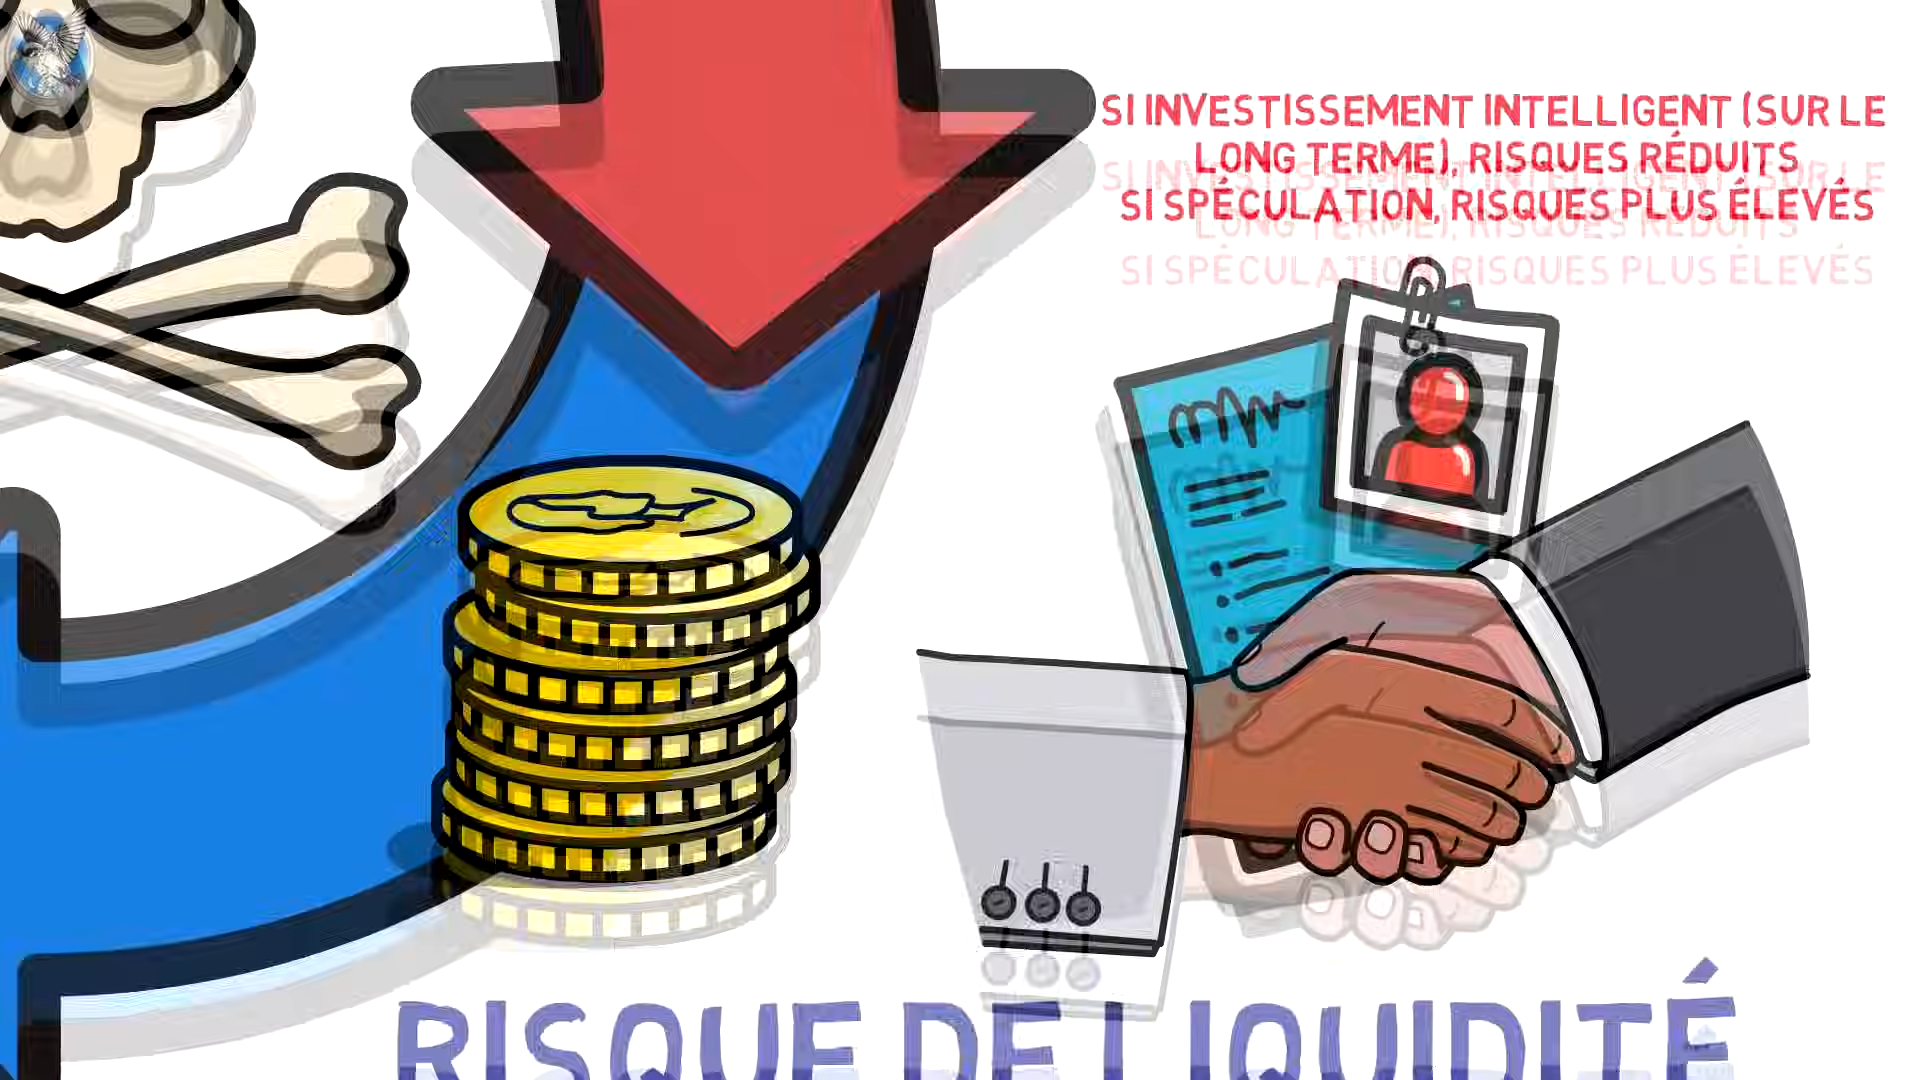 SI INVESTISSEMENT INTELLIGENT (SUR LE
LONG TERME), RISQUES RÉDUITS
SI SPÉCULATION, RISQUES PLUS ÉLEVÉS
RISQUE DE LIQUIDITÉ